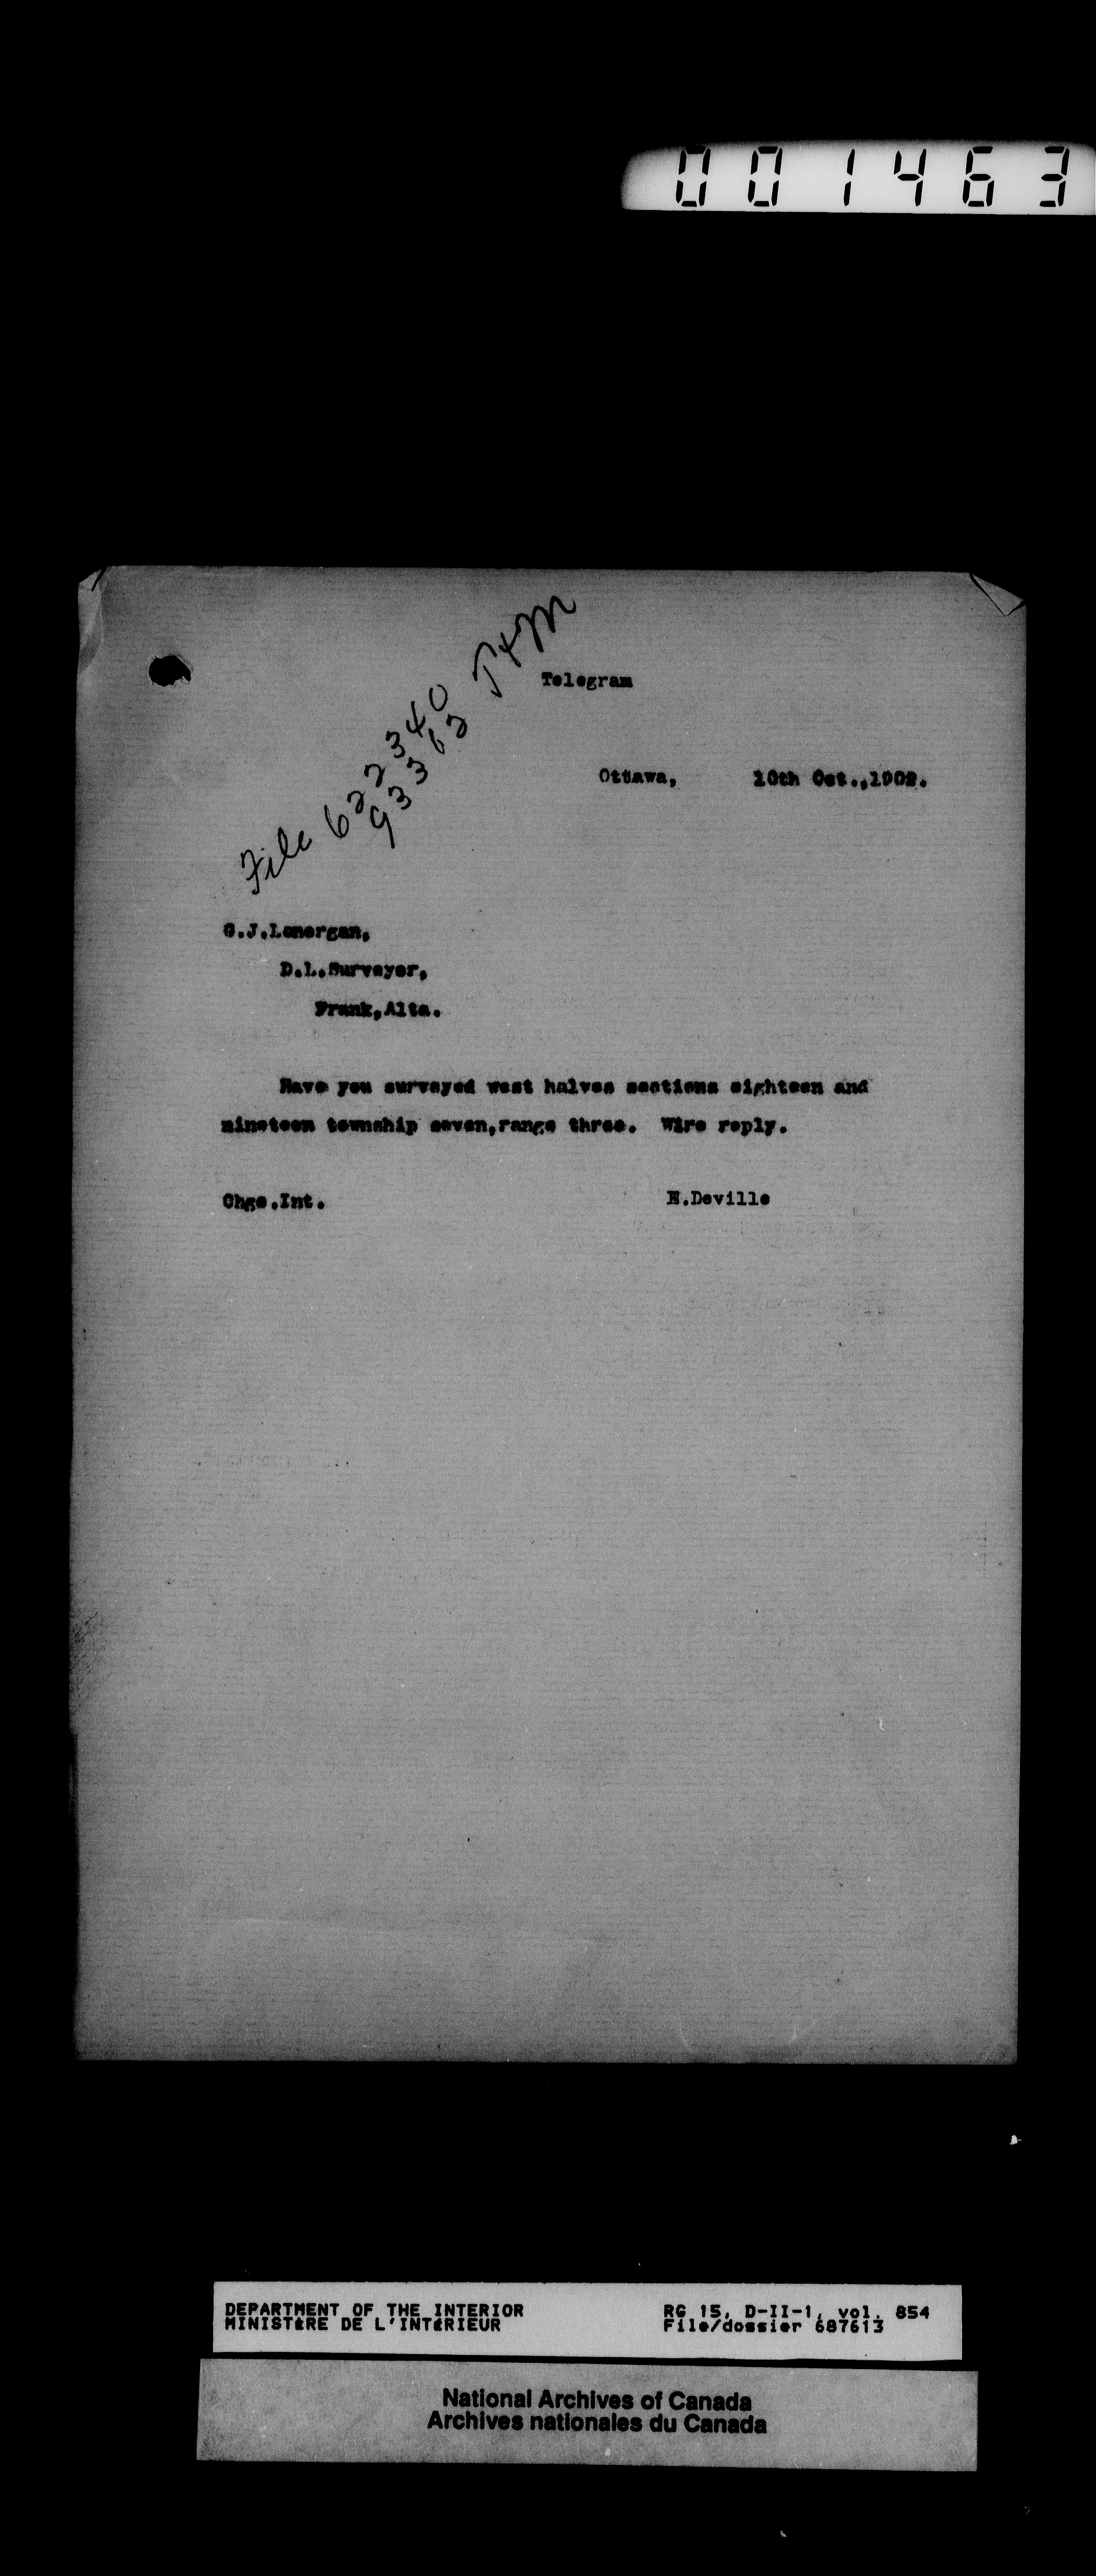 001463
File 622340 T+M
933363
Telegram
Ottawa, 10th Oct.,1902.
G.J.Lonergan,
D.L.Surveyor,
Frank,Alta.
Have you surveyed west halves sections eighteen and
nineteen township seven,range three. Wire reply.
Chge.Int. E.Deville
DEPARTMENT OF THE INTERIOR
MINISTÈRE DE L'INTÉRIEUR
RG 15, D-II-1, vol. 854
File/dossier 687613
National Archives of Canada
Archives nationales du Canada